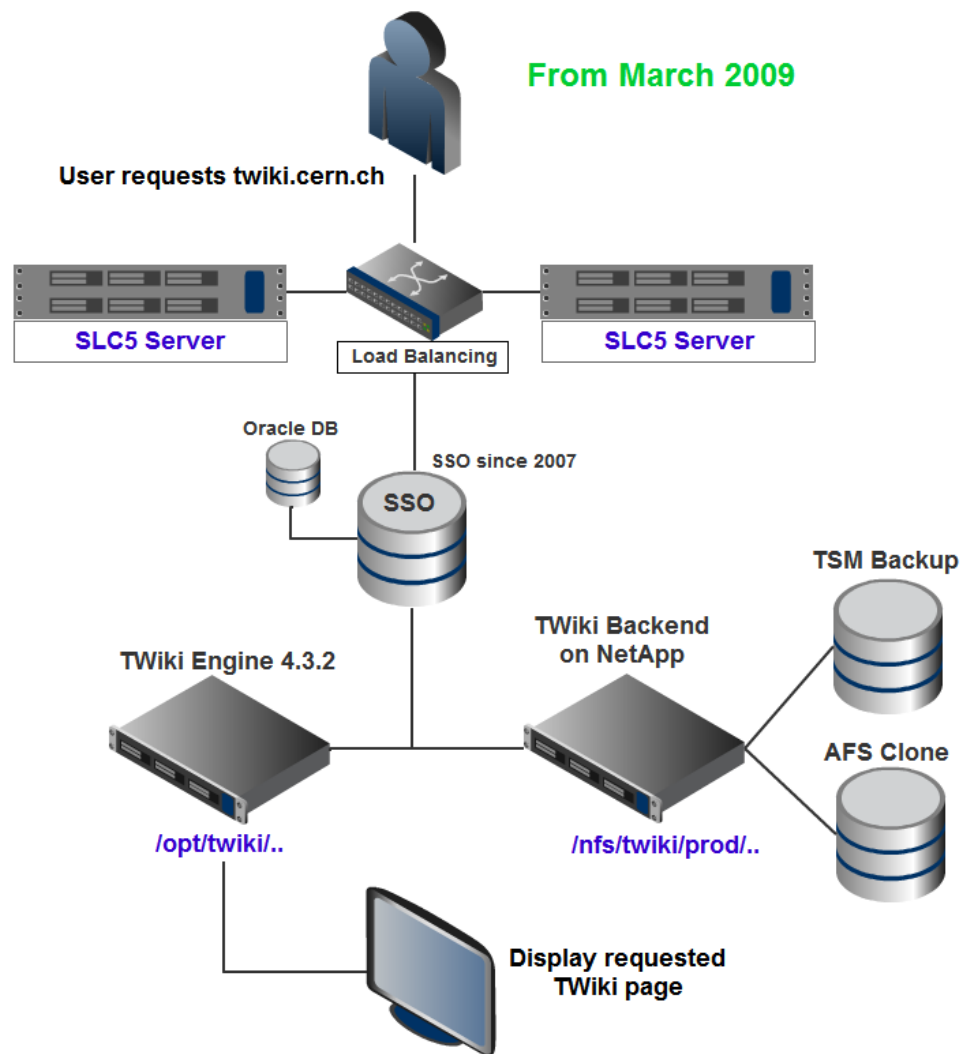 From March 2009
User requests twiki.cern.ch
SLC5 Server
SLC5 Server
Load Balancing
Oracle DB
SSO since 2007
SSO
TSM Backup
TWiki Engine 4.3.2
TWiki Backend
on NetApp
AFS Clone
/opt/twiki/..
/nfs/twiki/prod/..
Display requested
TWiki page